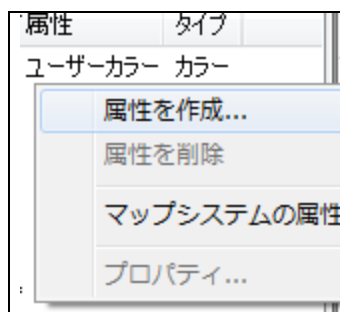 属性 タイプ
ユーザーカラー カラー
属性を作成...
属性を削除
マップシステムの属性
プロパティ...